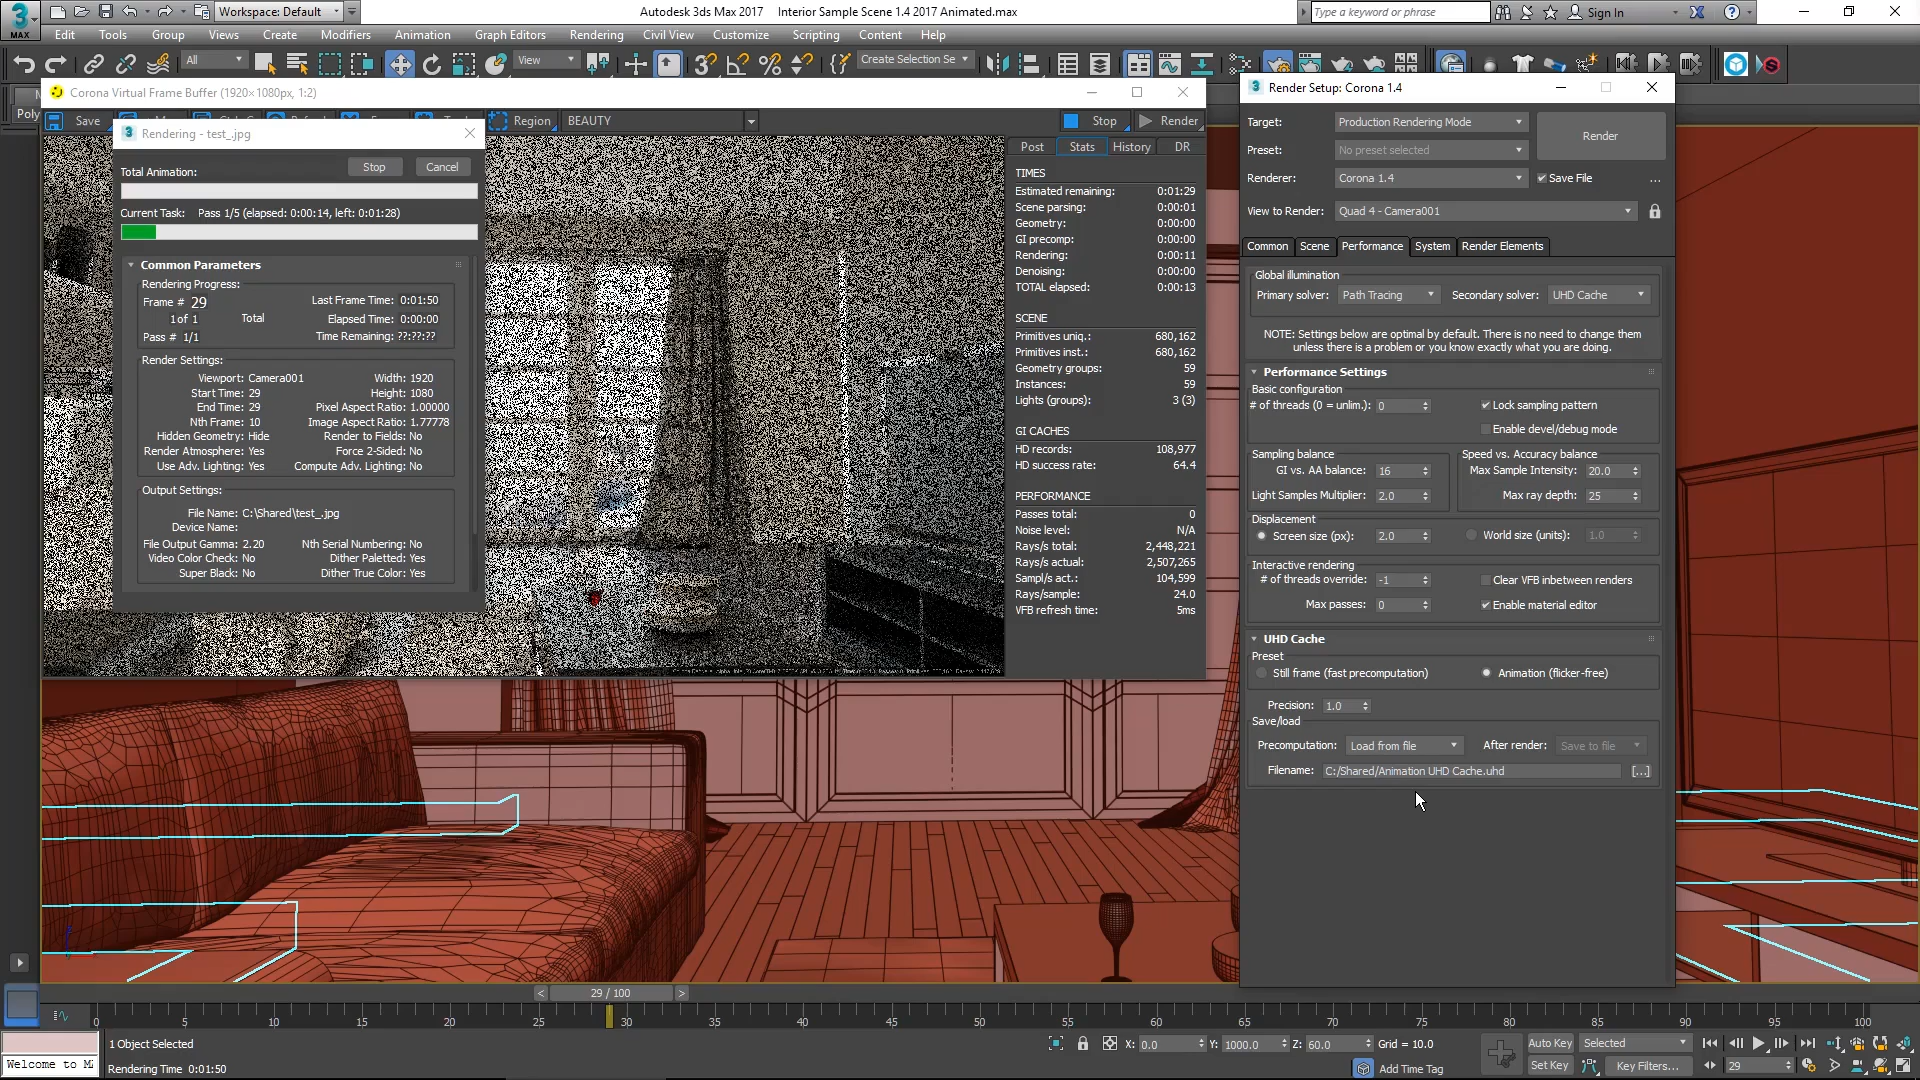 Workspace: Default
Autodesk 3ds Max 2017 Interior Sample Scene 1.4 2017 Animated.max
Type a keyword or phrase
Sign In
MAX
Edit Tools Group Views Create Modifiers Animation Graph Editors Rendering Civil View Customize Scripting Content Help
All
View
Create Selection Se
Corona Virtual Frame Buffer (1920×1080px, 1:2)
Poly
Save
Region
BEAUTY
Stop
Render
Rendering - test_.jpg
Total Animation:
Stop
Cancel
Current Task: Pass 1/5 (elapsed: 0:00:14, left: 0:01:28)
Common Parameters
Rendering Progress:
Frame # 29 Last Frame Time: 0:01:50
1of 1 Total Elapsed Time: 0:00:00
Pass # 1/1 Time Remaining: ??:??:??
Render Settings:
Viewport: Camera001 Width: 1920
Start Time: 29 Height: 1080
End Time: 29 Pixel Aspect Ratio: 1.00000
Nth Frame: 10 Image Aspect Ratio: 1.77778
Hidden Geometry: Hide Render to Fields: No
Render Atmosphere: Yes Force 2-Sided: No
Use Adv. Lighting: Yes Compute Adv. Lighting: No
Output Settings:
File Name: C:\Shared\test_.jpg
Device Name:
File Output Gamma: 2.20 Nth Serial Numbering: No
Video Color Check: No Dither Paletted: Yes
Super Black: No Dither True Color: Yes
Post Stats History DR
TIMES
Estimated remaining: 0:01:29
Scene parsing: 0:00:01
Geometry: 0:00:00
GI precomp: 0:00:00
Rendering: 0:00:11
Denoising: 0:00:00
TOTAL elapsed: 0:00:13
SCENE
Primitives uniq.: 680,162
Primitives inst.: 680,162
Geometry groups: 59
Instances: 59
Lights (groups): 3 (3)
GI CACHES
HD records: 108,977
HD success rate: 64.4
PERFORMANCE
Passes total: 0
Noise level: N/A
Rays/s total: 2,448,221
Rays/s actual: 2,507,265
Sampl/s act.: 104,599
Rays/sample: 24.0
VFB refresh time: 5ms
Render Setup: Corona 1.4
Target: Production Rendering Mode
Render
Preset: No preset selected
Renderer: Corona 1.4
Save File ...
View to Render: Quad 4 - Camera001
Common Scene Performance System Render Elements
Global illumination
Primary solver: Path Tracing Secondary solver: UHD Cache
NOTE: Settings below are optimal by default. There is no need to change them
unless there is a problem or you know exactly what you are doing.
Performance Settings
Basic configuration
# of threads (0 = unlim.): 0 Lock sampling pattern
Enable devel/debug mode
Sampling balance Speed vs. Accuracy balance
GI vs. AA balance: 16 Max Sample Intensity: 20.0
Light Samples Multiplier: 2.0 Max ray depth: 25
Displacement
Screen size (px): 2.0 World size (units): 1.0
Interactive rendering
# of threads override: -1 Clear VFB inbetween renders
Max passes: 0 Enable material editor
UHD Cache
Preset
Still frame (fast precomputation) Animation (flicker-free)
Precision: 1.0
Save/load
Precomputation: Load from file After render: Save to file
Filename: C:/Shared/Animation UHD Cache.uhd [...]
< 29 / 100 >
0 5 10 15 20 25 30 35 40 45 50 55 60 65 70 75 80 85 90 95 100
1 Object Selected
X: 0.0 Y: 1000.0 Z: 60.0 Grid = 10.0
Auto Key Selected
Welcome to M
Rendering Time 0:01:50
Add Time Tag
Set Key Key Filters... 29